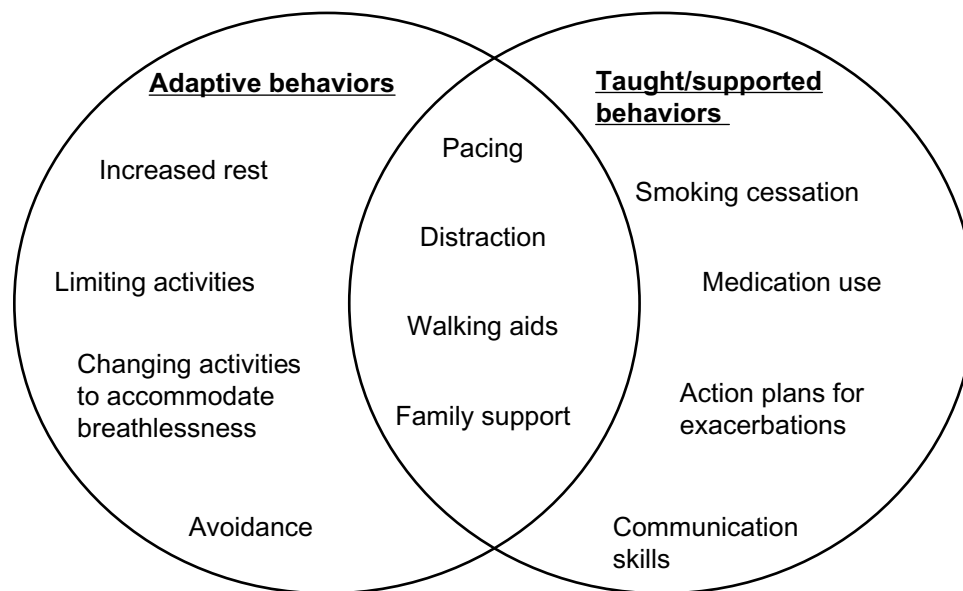 Adaptive behaviors
Increased rest
Limiting activities
Changing activities
to accommodate
breathlessness
Avoidance
Pacing
Distraction
Walking aids
Family support
Taught/supported
behaviors
Smoking cessation
Medication use
Action plans for
exacerbations
Communication
skills